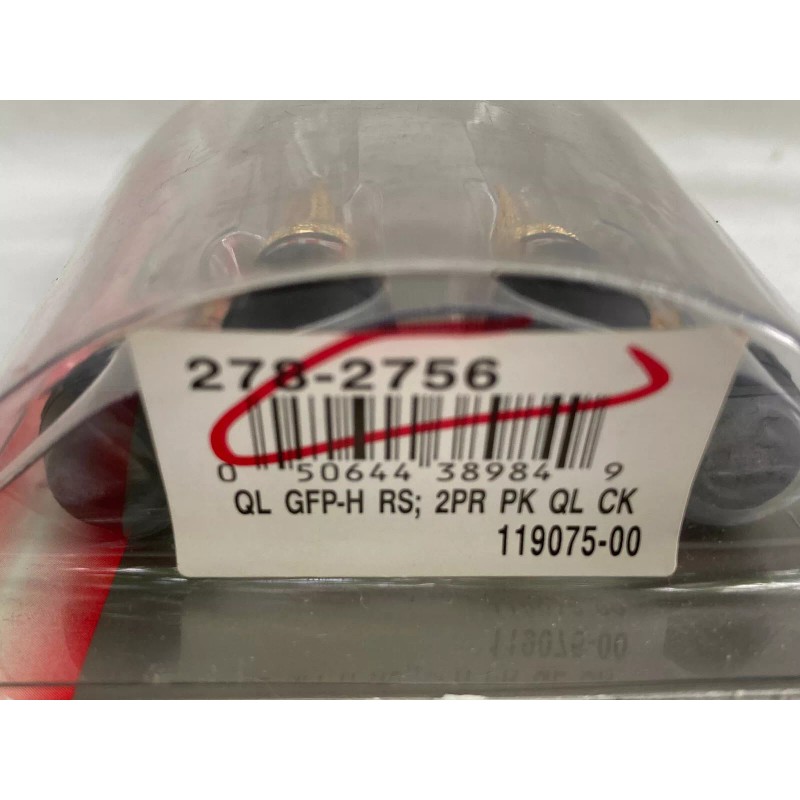 278-2756
0 50644 38984 9
QL GFP-H RS; 2PR PK QL CK
119075-00